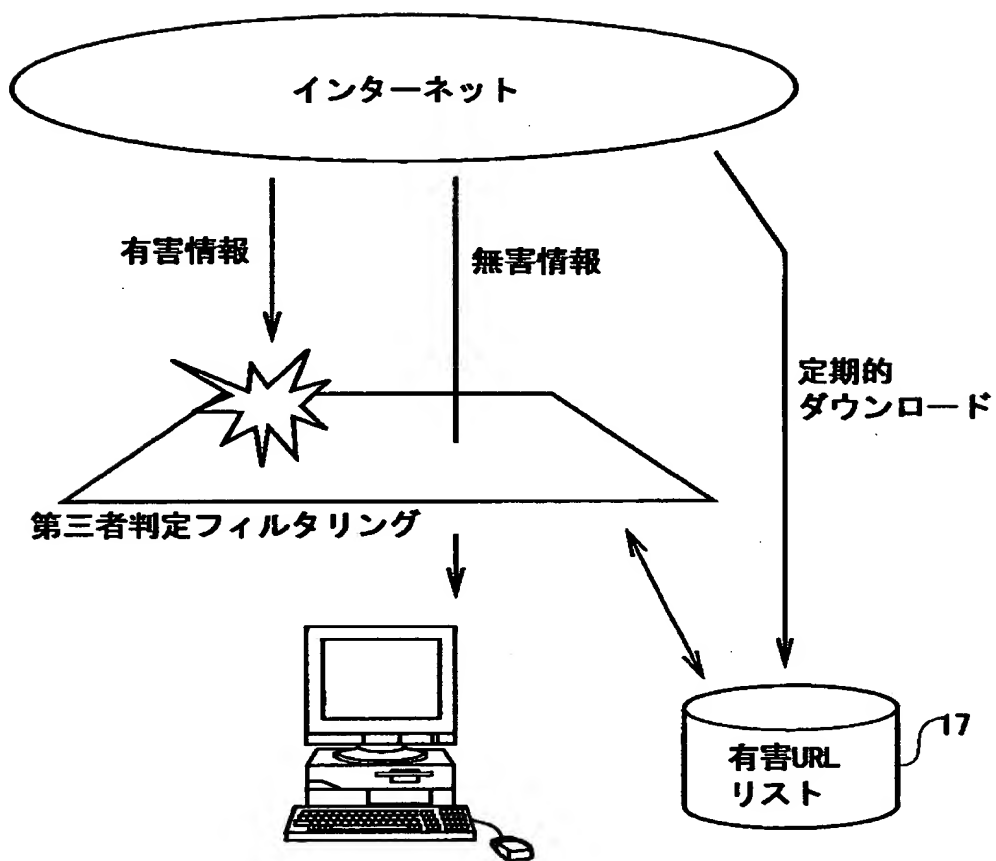 インターネット
有害情報
無害情報
定期的
ダウンロード
第三者判定フィルタリング
有害URL
リスト
17